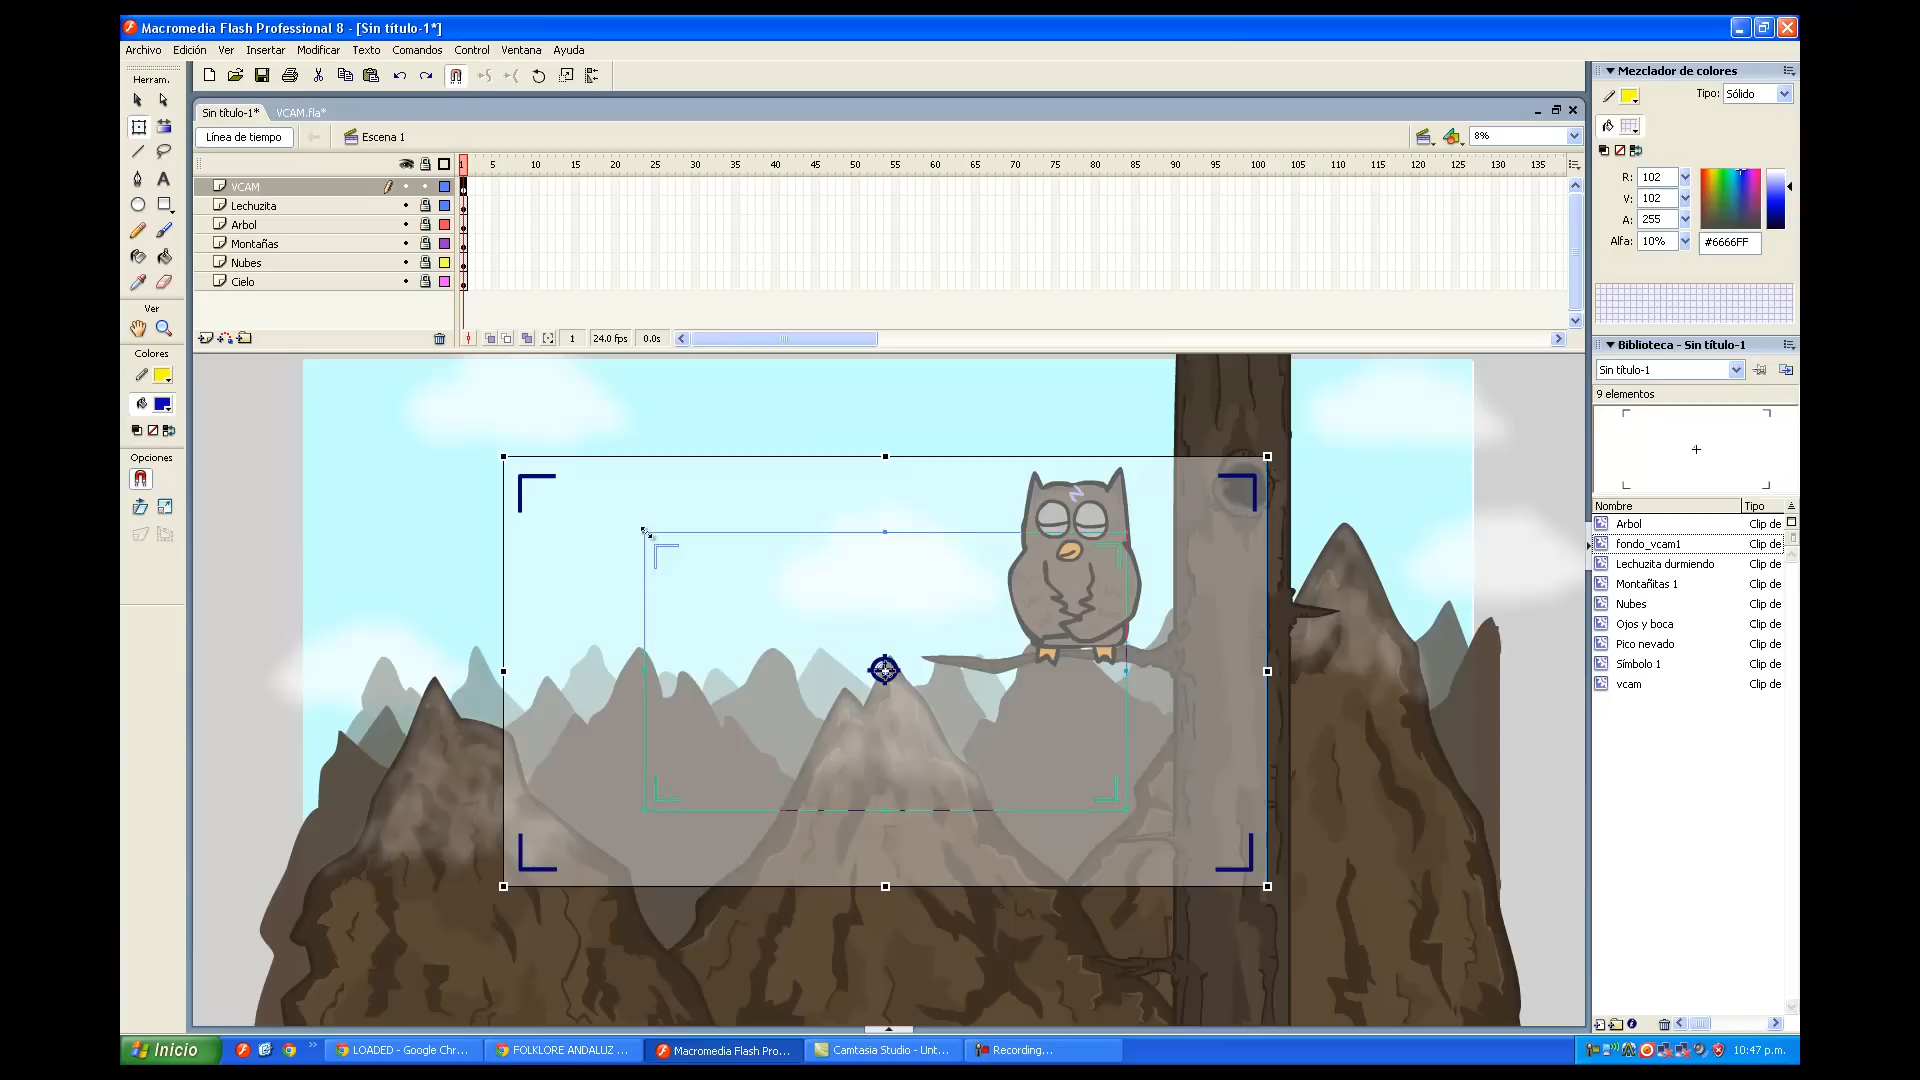 Macromedia Flash Professional 8 - [Sin título-1*]
Archivo Edición Ver Insertar Modificar Texto Comandos Control Ventana Ayuda
Herram.
Sin título-1* VCAM.fla*
Línea de tiempo Escena 1 8%
1 5 10 15 20 25 30 35 40 45 50 55 60 65 70 75 80 85 90 95 100 105 110 115 120 125 130 135
VCAM
Lechuzita
Arbol
Montañas
Nubes
Cielo
1 24.0 fps 0.0s
Ver
Colores
Opciones
Mezclador de colores
Tipo: Sólido
R: 102
V: 102
A: 255
Alfa: 10% #6666FF
Biblioteca - Sin título-1
Sin título-1
9 elementos
Nombre Tipo
Arbol Clip de
fondo_vcam1 Clip de
Lechuzita durmiendo Clip de
Montañitas 1 Clip de
Nubes Clip de
Ojos y boca Clip de
Pico nevado Clip de
Símbolo 1 Clip de
vcam Clip de
Z
Inicio
LOADED - Google Chr...
FOLKLORE ANDALUZ ...
Macromedia Flash Pro...
Camtasia Studio - Unt...
Recording...
10:47 p.m.